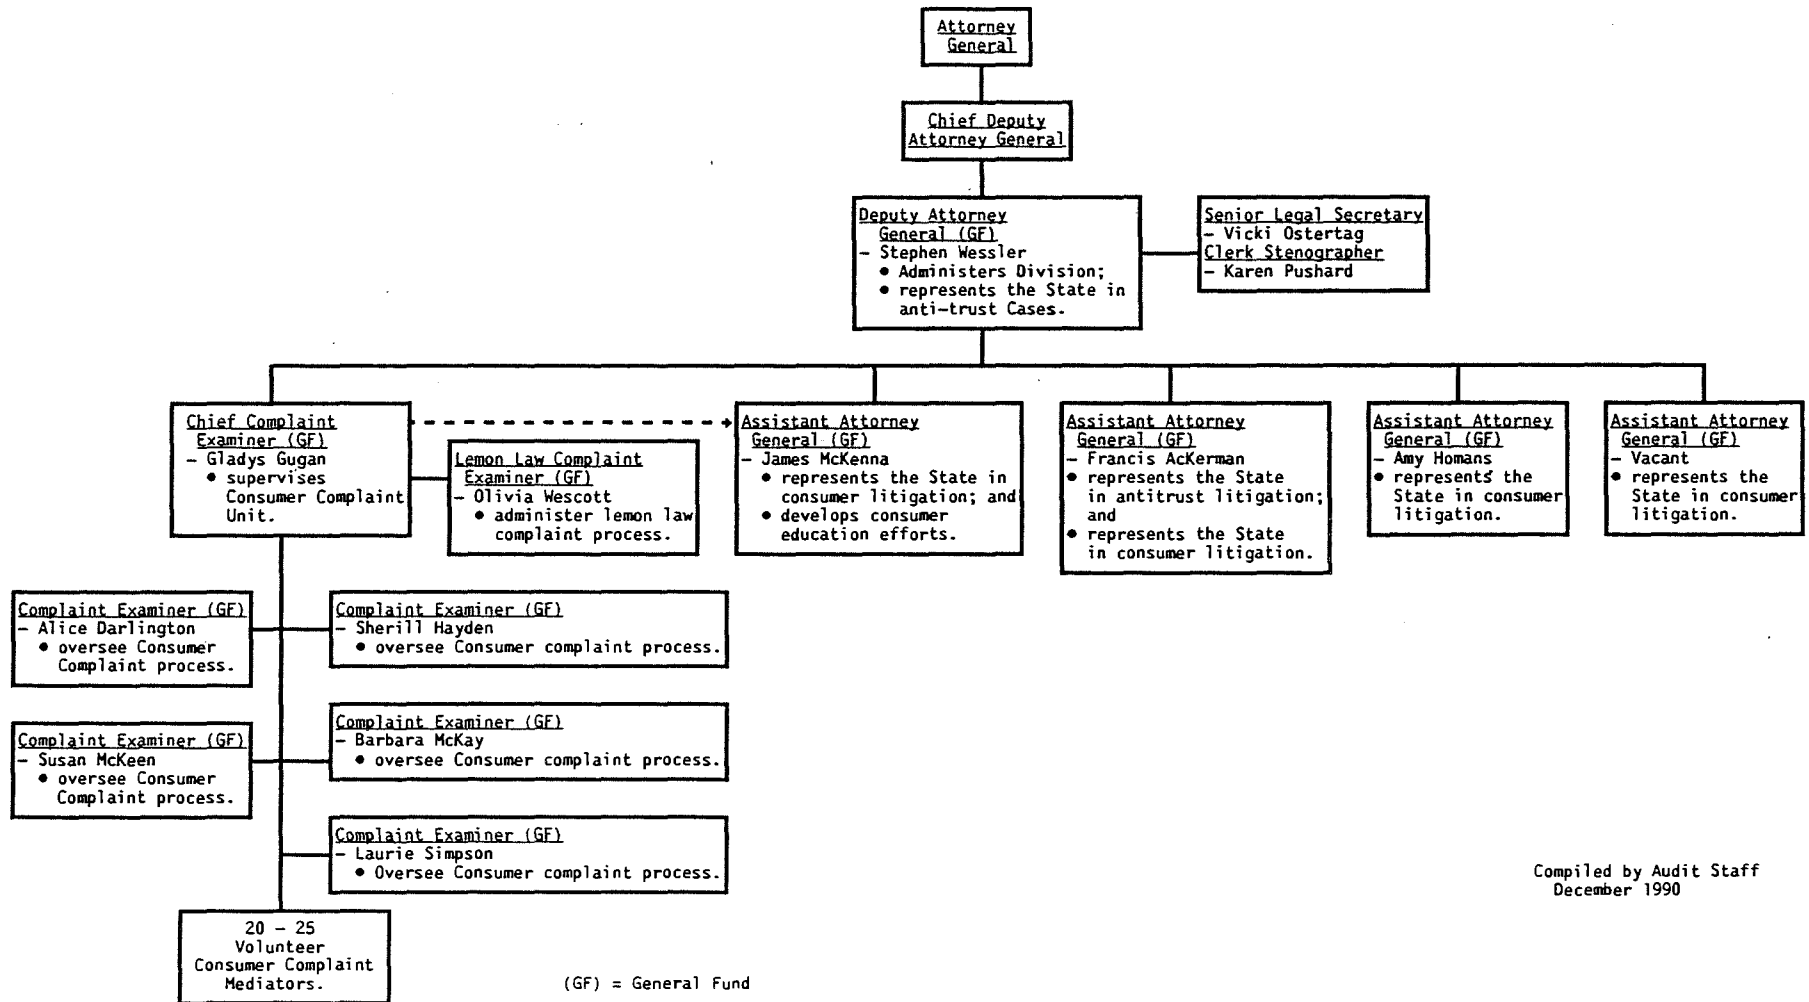 Attorney
General
Chief Deputy
Attorney General
Deputy Attorney
General (GF)
– Stephen Wessler
• Administers Division;
• represents the State in
anti-trust Cases.
Senior Legal Secretary
– Vicki Ostertag
Clerk Stenographer
– Karen Pushard
Chief Complaint
Examiner (GF)
– Gladys Gugan
• supervises
Consumer Complaint
Unit.
Lemon Law Complaint
Examiner (GF)
– Olivia Wescott
• administer lemon law
complaint process.
Assistant Attorney
General (GF)
– James McKenna
• represents the State in
consumer litigation; and
• develops consumer
education efforts.
Assistant Attorney
General (GF)
– Francis AcKerman
• represents the State
in antitrust litigation;
and
• represents the State
in consumer litigation.
Assistant Attorney
General (GF)
– Amy Homans
• represents the
State in consumer
litigation.
Assistant Attorney
General (GF)
– Vacant
• represents the
State in consumer
litigation.
Complaint Examiner (GF)
– Alice Darlington
• oversee Consumer
Complaint process.
Complaint Examiner (GF)
– Sherill Hayden
• oversee Consumer complaint process.
Complaint Examiner (GF)
– Susan McKeen
• oversee Consumer
Complaint process.
Complaint Examiner (GF)
– Barbara McKay
• oversee Consumer complaint process.
Complaint Examiner (GF)
– Laurie Simpson
• Oversee Consumer complaint process.
20 – 25
Volunteer
Consumer Complaint
Mediators.
(GF) = General Fund
Compiled by Audit Staff
December 1990